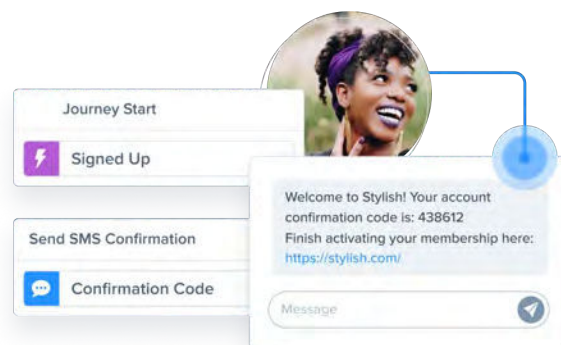 Journey Start
Signed Up
Send SMS Confirmation
Confirmation Code
Welcome to Stylish! Your account
confirmation code is: 438612
Finish activating your membership here:
https://stylish.com/
Message